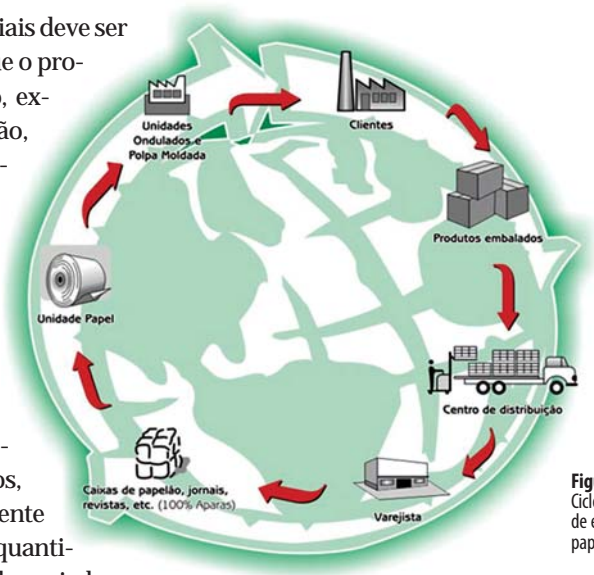 iais deve ser
e o pro-
o, ex-
ão,
-
Unidades
Ondulados e
Polpa Moldada
Clientes
Produtos embalados
Unidade Papel
Centro de distribuição
Caixas de papelão, jornais,
revistas, etc. (100% Aparas)
Varejista
-
os,
ente
quanti-
Figu
Ciclo
de e
pap